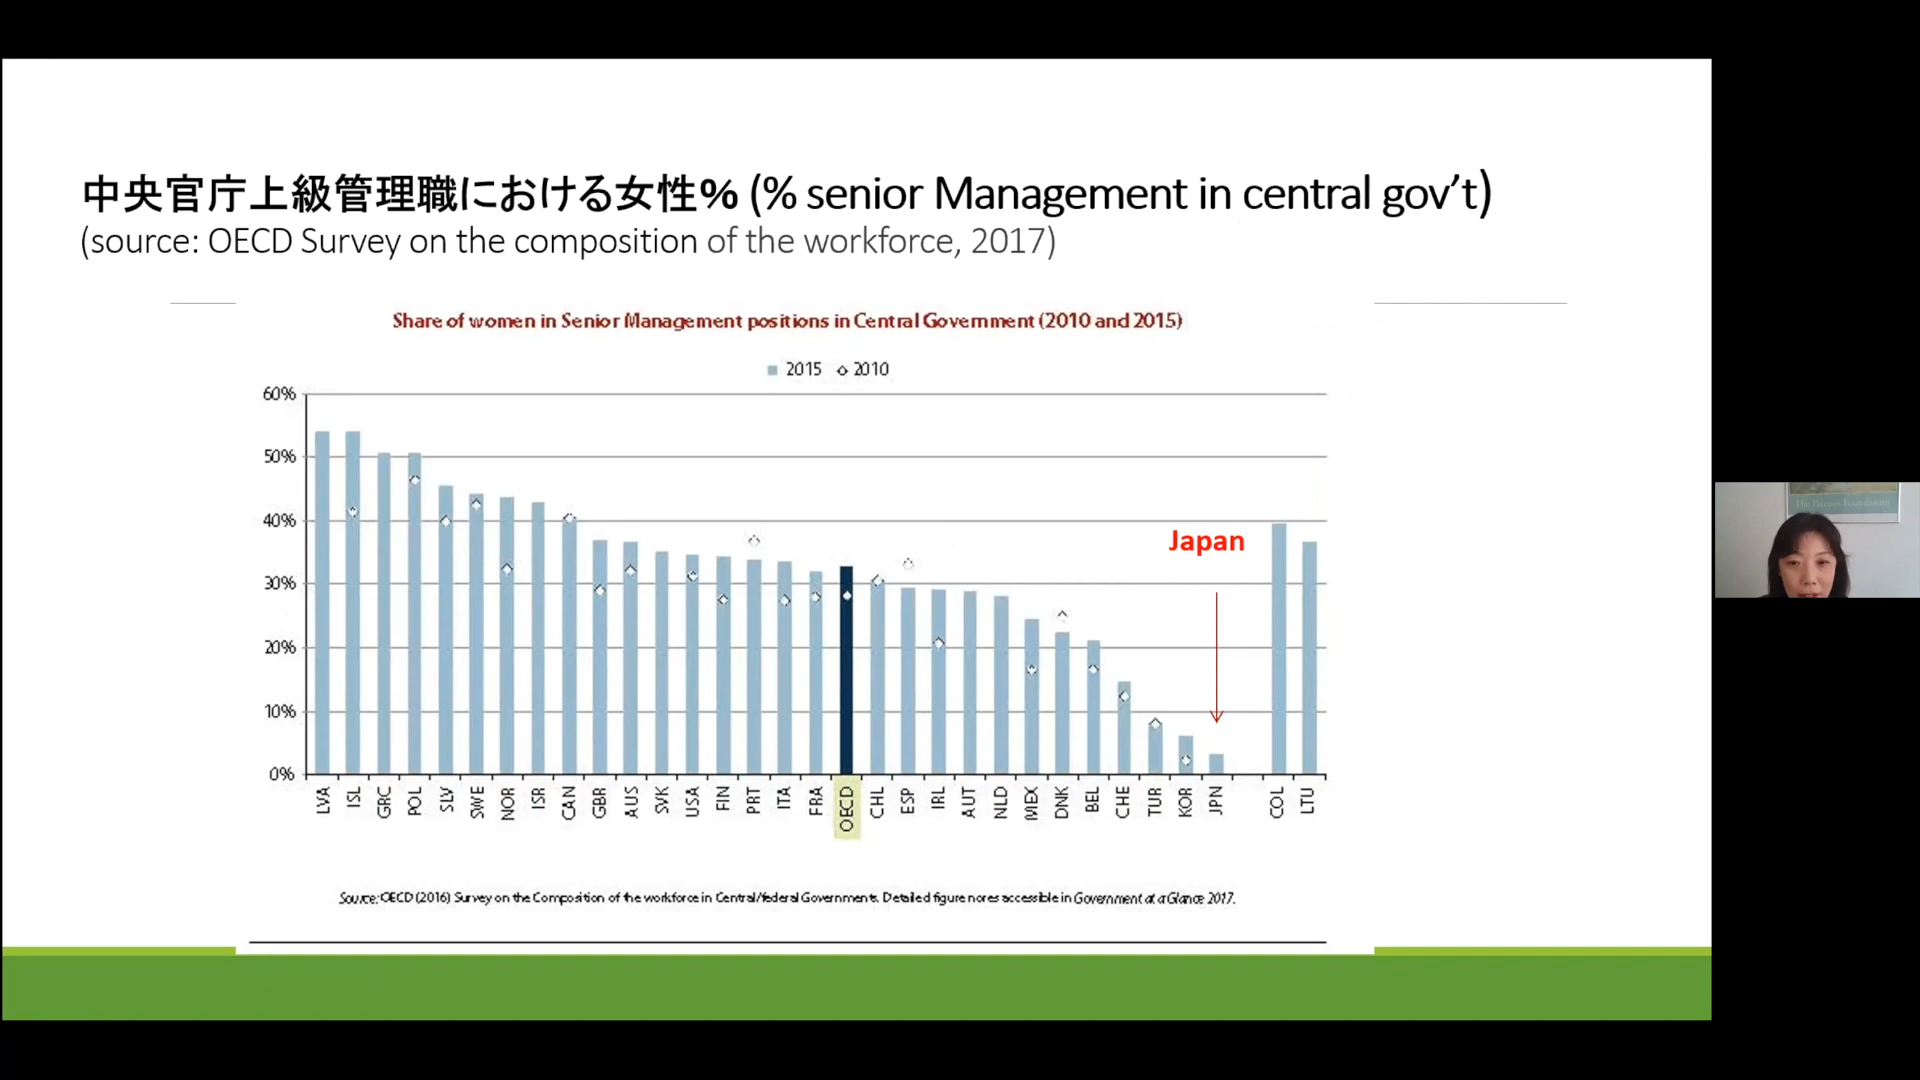 中央官庁上級管理職における女性% (% senior Management in central gov’t)
(source: OECD Survey on the composition of the workforce, 2017)
Share of women in Senior Management positions in Central Government (2010 and 2015)
2015 2010
60%
50%
40%
30%
20%
10%
0%
Japan
LVA ISL GRC POL SLV SWE NOR ISR CAN GBR AUS SVK USA FIN PRT ITA FRA OECD CHL ESP IRL AUT NLD MEX DNK BEL CHE TUR KOR JPN COL LTU
Source: OECD (2016) Survey on the Composition of the workforce in Central/federal Governments. Detailed figure nores accessible in Government at a Glance 2017.
The Barnes Foundation